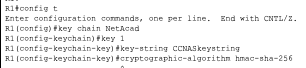 R1#config t
Enter configuration commands, one per line.  End with CNTL/Z.
R1(config)#key chain NetAcad
R1(config-keychain)#key 1
R1(config-keychain-key)#key-string CCNASkeystring
R1(config-keychain-key)#cryptographic-algorithm hmac-sha-256
^